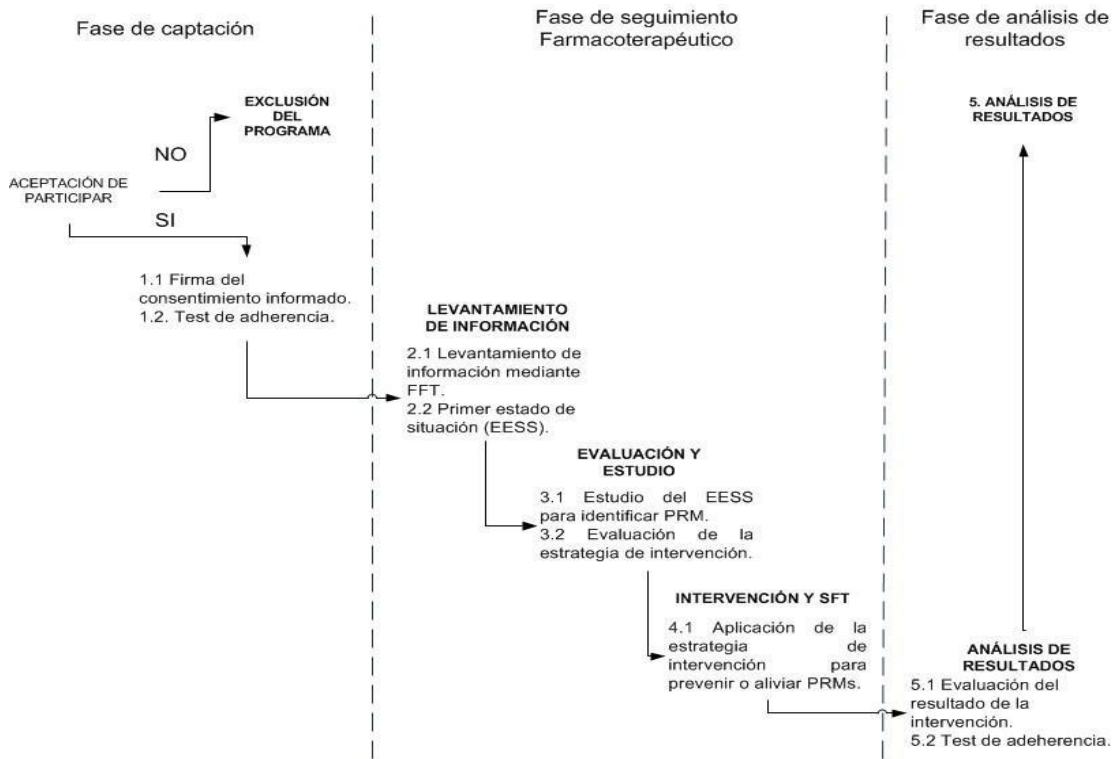 Fase de captación
Fase de seguimiento
Farmacoterapéutico
Fase de análisis de
resultados
EXCLUSIÓN
DEL
PROGRAMA
NO
ACEPTACIÓN DE
PARTICIPAR
SI
1.1 Firma del
consentimiento informado.
1.2. Test de adherencia.
LEVANTAMIENTO
DE INFORMACIÓN
2.1 Levantamiento de
información mediante
FFT.
2.2 Primer estado de
situación (EESS).
EVALUACIÓN Y
ESTUDIO
3.1 Estudio del EESS
para identificar PRM.
3.2 Evaluación de la
estrategia de intervención.
INTERVENCIÓN Y SFT
4.1 Aplicación de la
estrategia de
intervención para
prevenir o aliviar PRMs.
5. ANÁLISIS DE
RESULTADOS
ANÁLISIS DE
RESULTADOS
5.1 Evaluación del
resultado de la
intervención.
5.2 Test de adeherencia.